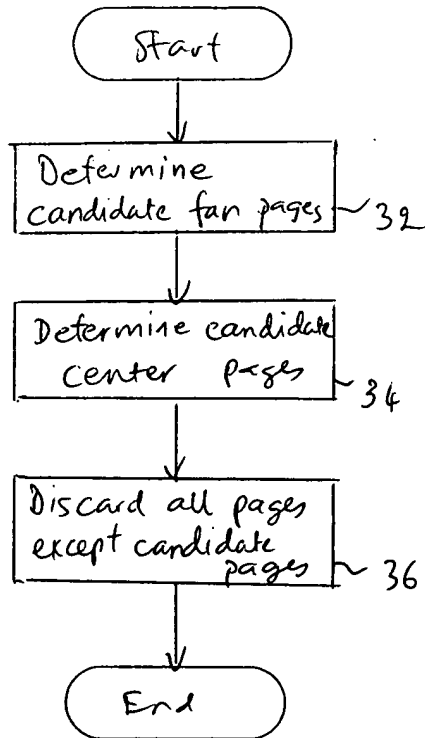 Start
Determine
candidate fan pages
32
Determine candidate
center pages
34
Discard all pages
except candidate
pages
36
End